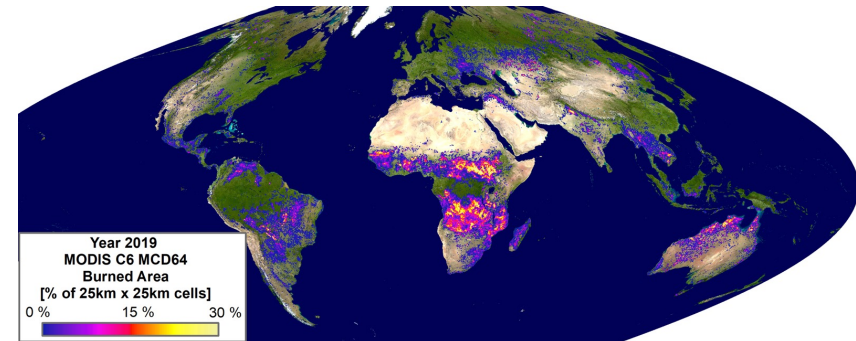 Year 2019
MODIS C6 MCD64
Burned Area
[% of 25km x 25km cells]
0 % 15 % 30 %